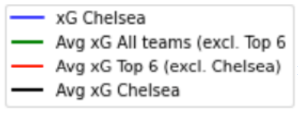 xG Chelsea
Avg xG All teams (excl. Top 6
Avg xG Top 6 (excl. Chelsea)
Avg xG Chelsea